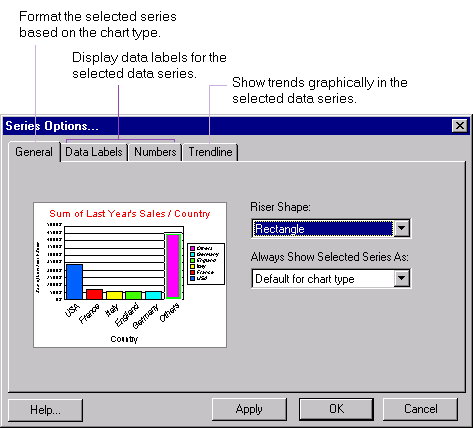 Format the selected series
based on the chart type.
Display data labels for the
selected data series.
Show trends graphically in the
selected data series.
Series Options...
General
Data Labels
Numbers
Trendline
Sum of Last Year's Sales / Country
USA
France
Italy
England
Germany
Others
Country
Others
Germany
England
Italy
France
USA
Riser Shape:
Rectangle
Always Show Selected Series As:
Default for chart type
Help...
Apply
OK
Cancel